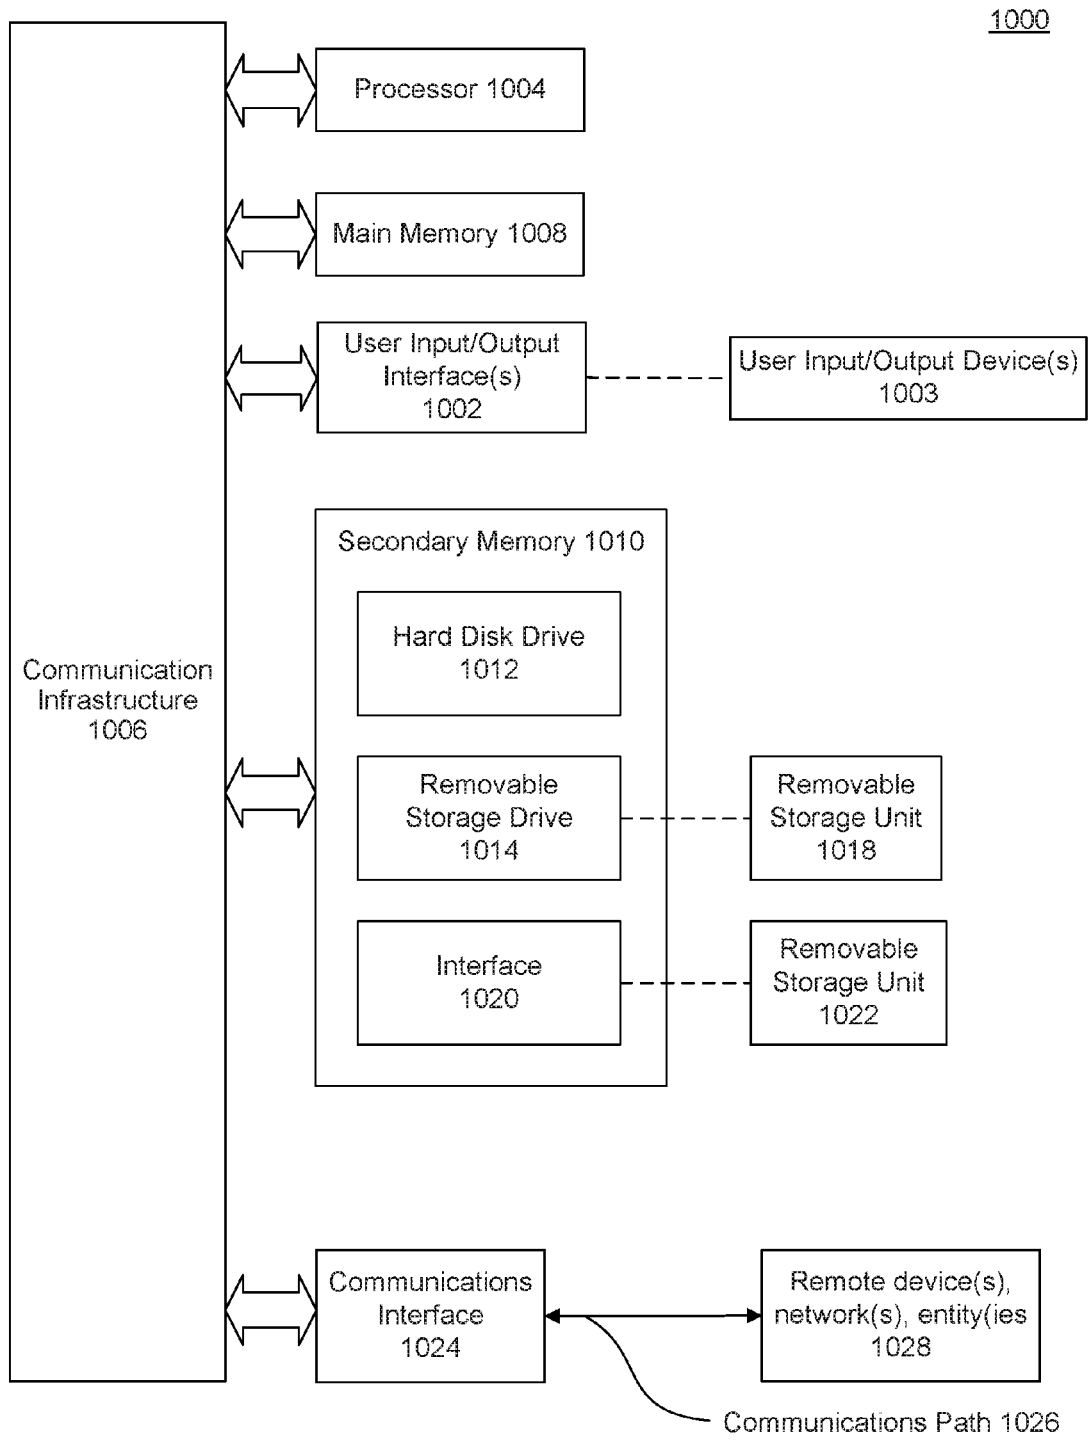 1000
Processor 1004
Main Memory 1008
User Input/Output
Interface(s)
1002
User Input/Output Device(s)
1003
Secondary Memory 1010
Hard Disk Drive
1012
Communication
Infrastructure
1006
Removable
Storage Drive
1014
Removable
Storage Unit
1018
Interface
1020
Removable
Storage Unit
1022
Communications
Interface
1024
Remote device(s),
network(s), entity(ies
1028
Communications Path 1026